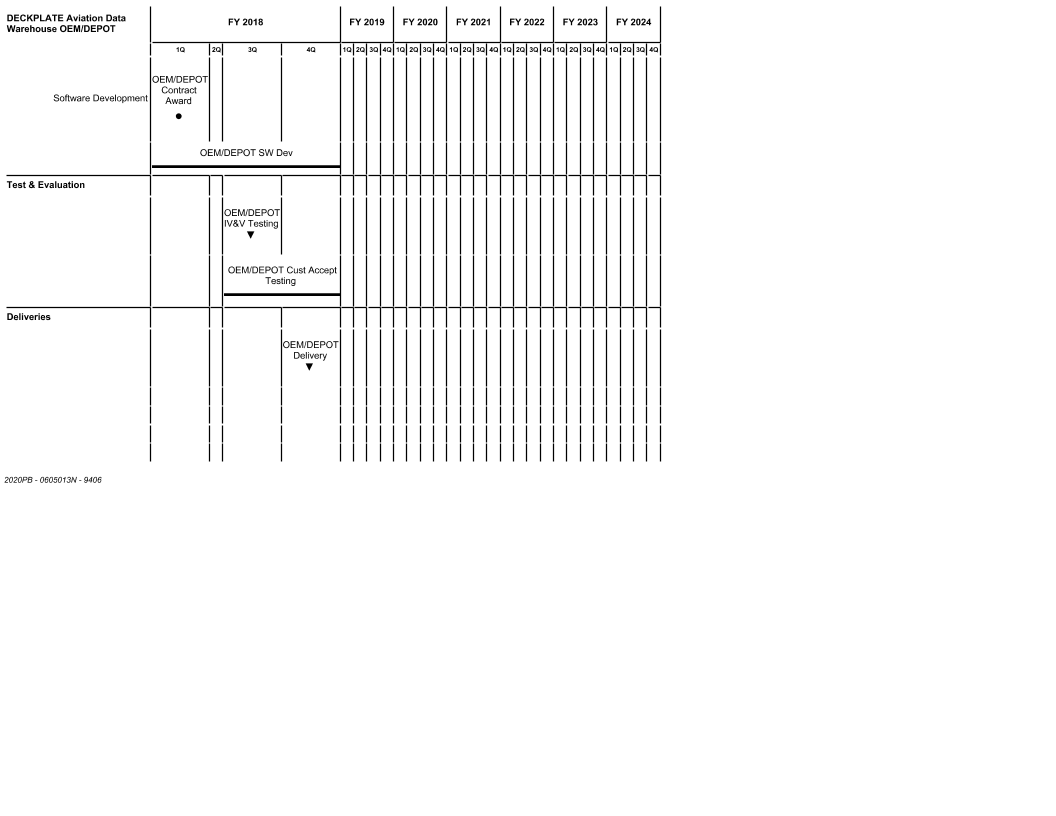 DECKPLATE Aviation Data
Warehouse OEM/DEPOT
FY 2018 FY 2019 FY 2020 FY 2021 FY 2022 FY 2023 FY 2024
1Q 2Q 3Q 4Q 1Q 2Q 3Q 4Q 1Q 2Q 3Q 4Q 1Q 2Q 3Q 4Q 1Q 2Q 3Q 4Q 1Q 2Q 3Q 4Q 1Q 2Q 3Q 4Q
Software Development
OEM/DEPOT
Contract
Award
OEM/DEPOT SW Dev
Test & Evaluation
OEM/DEPOT
IV&V Testing
OEM/DEPOT Cust Accept
Testing
Deliveries
OEM/DEPOT
Delivery
2020PB - 0605013N - 9406